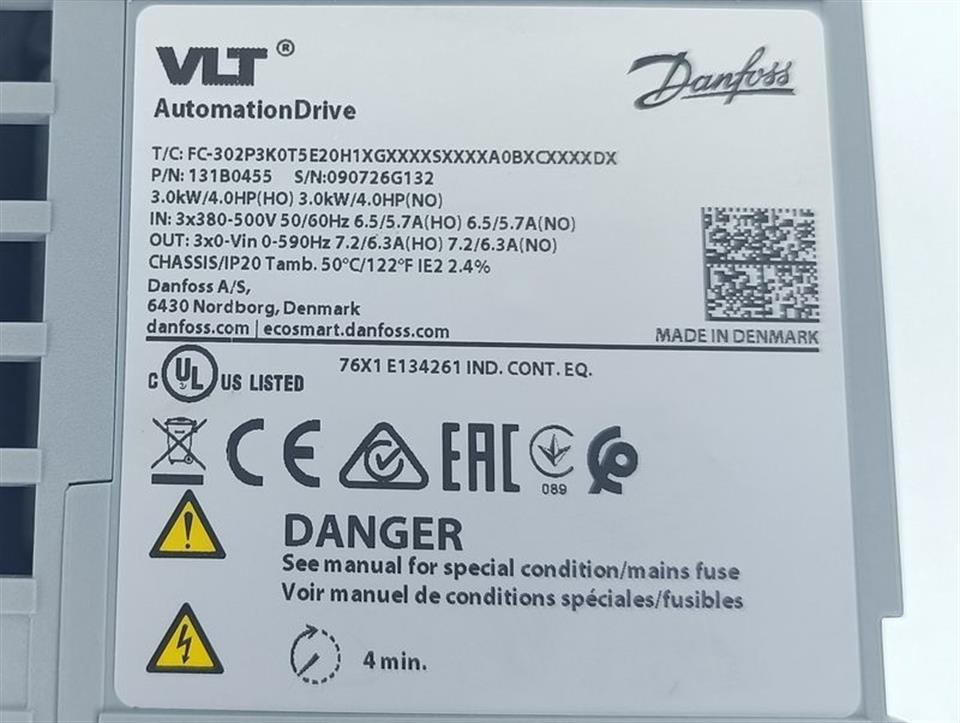 VLT®
Danfoss
AutomationDrive
T/C: FC-302P3K0T5E20H1XGXXXXSXXXXA0BXCXXXXDX
P/N: 131B0455 S/N:090726G132
3.0kW/4.0HP(HO) 3.0kW/4.0HP(NO)
IN: 3x380-500V 50/60Hz 6.5/5.7A(HO) 6.5/5.7A(NO)
OUT: 3x0-Vin 0-590Hz 7.2/6.3A(HO) 7.2/6.3A(NO)
CHASSIS/IP20 Tamb. 50°C/122°F IE2 2.4%
Danfoss A/S,
6430 Nordborg, Denmark
danfoss.com | ecosmart.danfoss.com
MADE IN DENMARK
C UL US LISTED
76X1 E134261 IND. CONT. EQ.
CE EAC
089
DANGER
See manual for special condition/mains fuse
Voir manuel de conditions spéciales/fusibles
4 min.